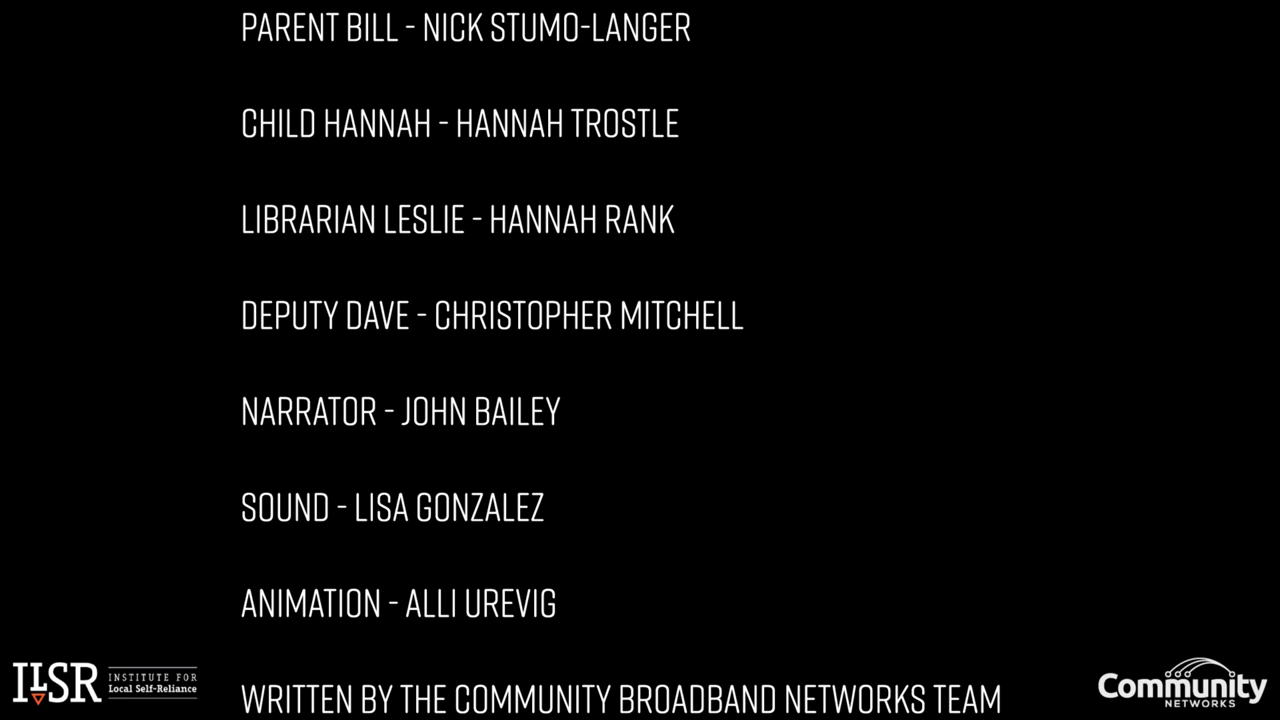 PARENT BILL - NICK STUMO-LANGER
CHILD HANNAH - HANNAH TROSTLE
LIBRARIAN LESLIE - HANNAH RANK
DEPUTY DAVE - CHRISTOPHER MITCHELL
NARRATOR - JOHN BAILEY
SOUND - LISA GONZALEZ
ANIMATION - ALLI UREVIG
WRITTEN BY THE COMMUNITY BROADBAND NETWORKS TEAM
ILSR
INSTITUTE FOR
Local Self-Reliance
Community
NETWORKS